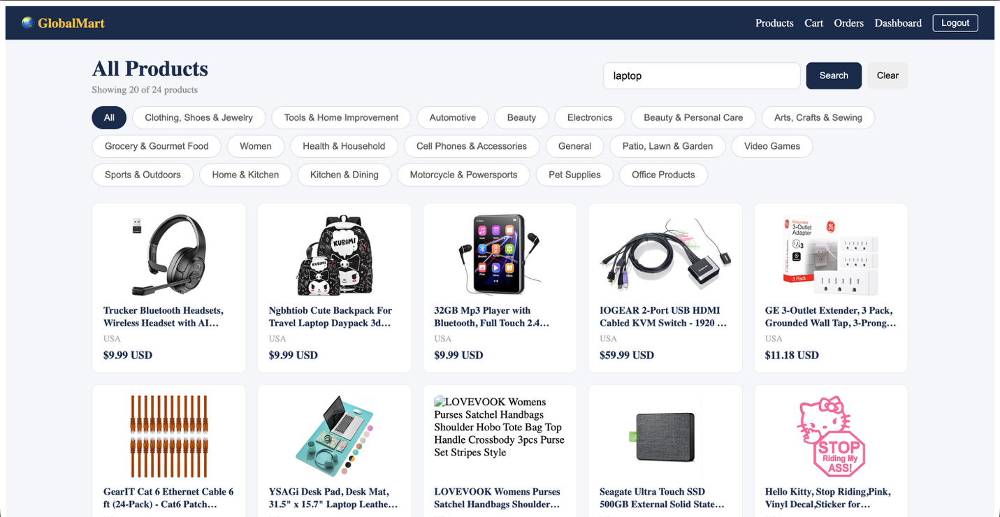 GlobalMart
Products Cart Orders Dashboard Logout
All Products
laptop Search Clear
Showing 20 of 24 products
All Clothing, Shoes & Jewelry Tools & Home Improvement Automotive Beauty Electronics Beauty & Personal Care Arts, Crafts & Sewing
Grocery & Gourmet Food Women Health & Household Cell Phones & Accessories General Patio, Lawn & Garden Video Games
Sports & Outdoors Home & Kitchen Kitchen & Dining Motorcycle & Powersports Pet Supplies Office Products
KUROMI
KUROMI
Grounded
3-Outlet
Adapter
3 Pack
Trucker Bluetooth Headsets,
Wireless Headset with AI...
USA
$9.99 USD
Ngbhtiob Cute Backpack For
Travel Laptop Daypack 3d...
USA
$9.99 USD
32GB Mp3 Player with
Bluetooth, Full Touch 2.4...
USA
$9.99 USD
IOGEAR 2-Port USB HDMI
Cabled KVM Switch - 1920 ...
USA
$59.99 USD
GE 3-Outlet Extender, 3 Pack,
Grounded Wall Tap, 3-Prong...
USA
$11.18 USD
LOVEVOOK Womens
Purses Satchel Handbags
Shoulder Hobo Tote Bag Top
Handle Crossbody 3pcs Purse
Set Stripes Style
STOP
Riding My
ASS!
GearIT Cat 6 Ethernet Cable 6
ft (24-Pack) - Cat6 Patch...
YSAGi Desk Pad, Desk Mat,
31.5" x 15.7" Laptop Leathe...
LOVEVOOK Womens Purses
Satchel Handbags Shoulder...
Seagate Ultra Touch SSD
500GB External Solid State...
Hello Kitty, Stop Riding,Pink,
Vinyl Decal,Sticker for...